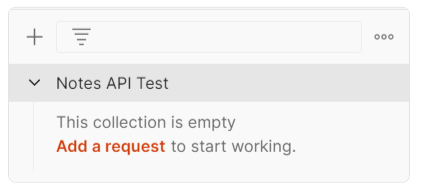 Notes API Test
This collection is empty
Add a request to start working.